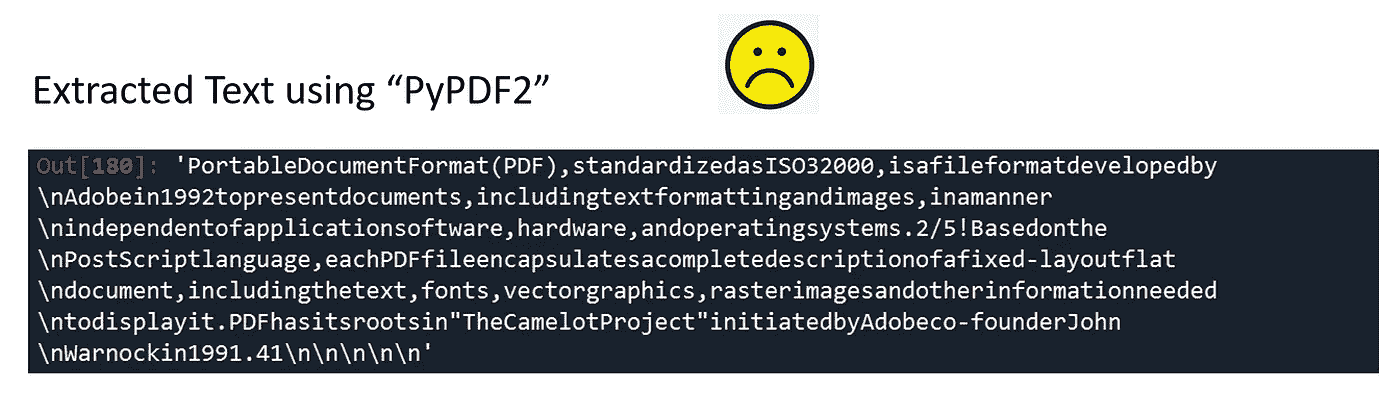 Extracted Text using “PyPDF2”
Out[180]: 'PortableDocumentFormat(PDF),standardizedasISO32000,isafileformatdevelopedby
\nAdobein1992topresentdocuments,includingtextformattingandimages,inamanner
\nindependentofapplicationsoftware,hardware,andoperatingsystems.2/5!Basedonthe
\nPostScriptlanguage,eachPDFfileencapsulatesacompletedescriptionofafixed-layoutflat
\ndocument,includingthetext,fonts,vectorgraphics,rasterimagesandotherinformationneeded
\ntodisplayit.PDFhasitsrootsin"TheCamelotProject"initiatedbyAdobeco-founderJohn
\nWarnockin1991.41\n\n\n\n\n'